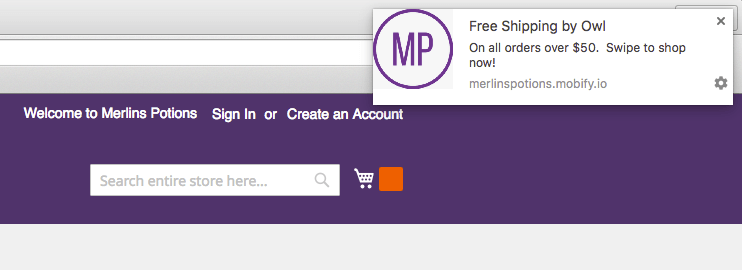 MP
Free Shipping by Owl
On all orders over $50. Swipe to shop
now!
merlinspotions.mobify.io
Welcome to Merlins Potions Sign In or Create an Account
Search entire store here...